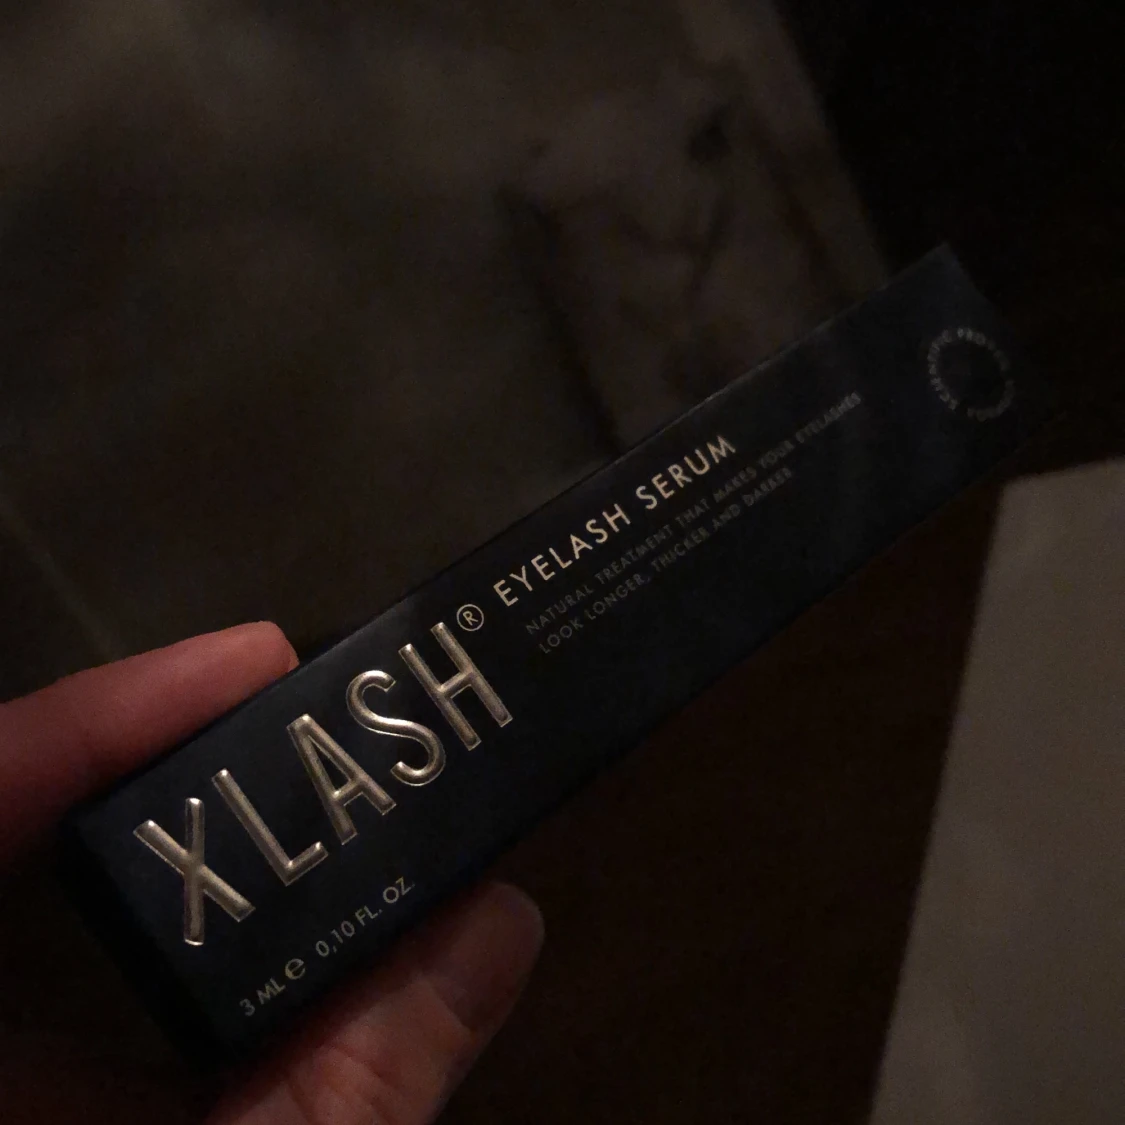 XLASH® EYELASH SERUM
NATURAL TREATMENT THAT MAKES YOUR EYELASHES
LOOK LONGER, THICKER AND DARKER
3 ML ℮ 0,10 FL. OZ.